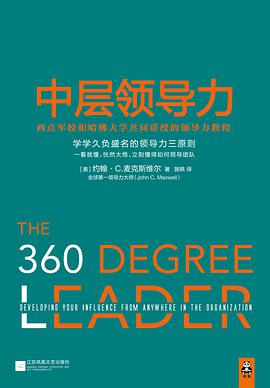 中层领导力
西点军校和哈佛大学共同讲授的领导力教程
学学久负盛名的领导力三原则
一看就懂，恍然大悟，立刻懂得如何领导团队
[美] 约翰·C.麦克斯维尔 著 施轶 译
全球第一领导力大师(John C. Maxwell)
THE
360 DEGREE
DEVELOPING YOUR INFLUENCE FROM ANYWHERE IN THE ORGANIZATION
LEADER
江苏凤凰文艺出版社